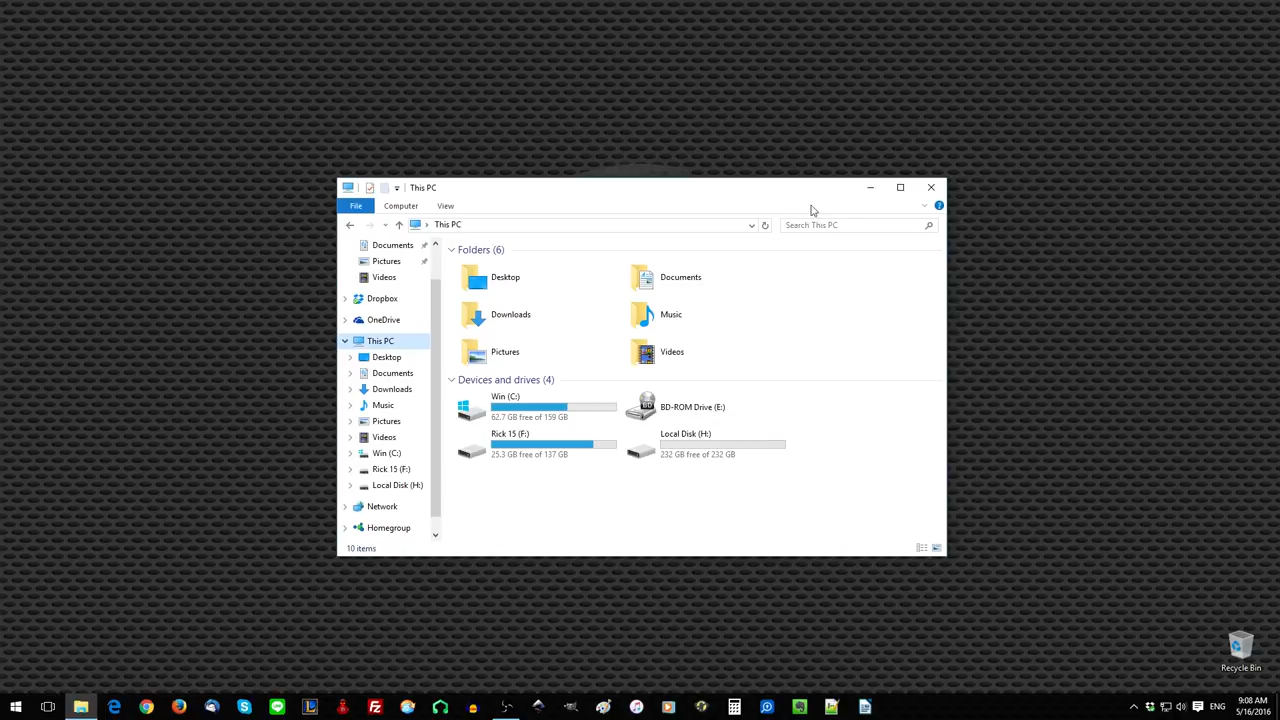 This PC
File Computer View
This PC
Search This PC
Documents
Pictures
Videos
Dropbox
OneDrive
This PC
Desktop
Documents
Downloads
Music
Pictures
Videos
Win (C:)
Rick 15 (F:)
Local Disk (H:)
Network
Homegroup
Folders (6)
Desktop
Documents
Downloads
Music
Pictures
Videos
Devices and drives (4)
Win (C:)
62.7 GB free of 159 GB
BD-ROM Drive (E:)
Rick 15 (F:)
25.3 GB free of 137 GB
Local Disk (H:)
232 GB free of 232 GB
10 items
Recycle Bin
ENG
9:08 AM
5/16/2016